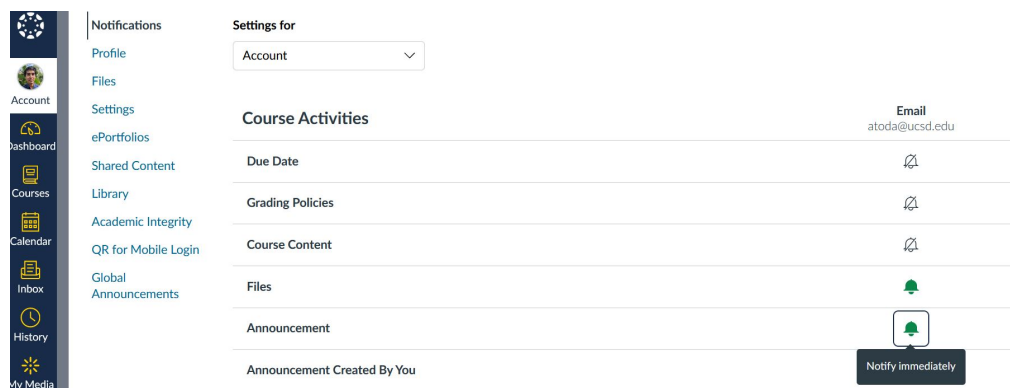 Account
Dashboard
Courses
Calendar
Inbox
History
My Media
Notifications
Profile
Files
Settings
ePortfolios
Shared Content
Library
Academic Integrity
QR for Mobile Login
Global
Announcements
Settings for
Account
Course Activities
Email
atoda@ucsd.edu
Due Date
Grading Policies
Course Content
Files
Announcement
Notify immediately
Announcement Created By You